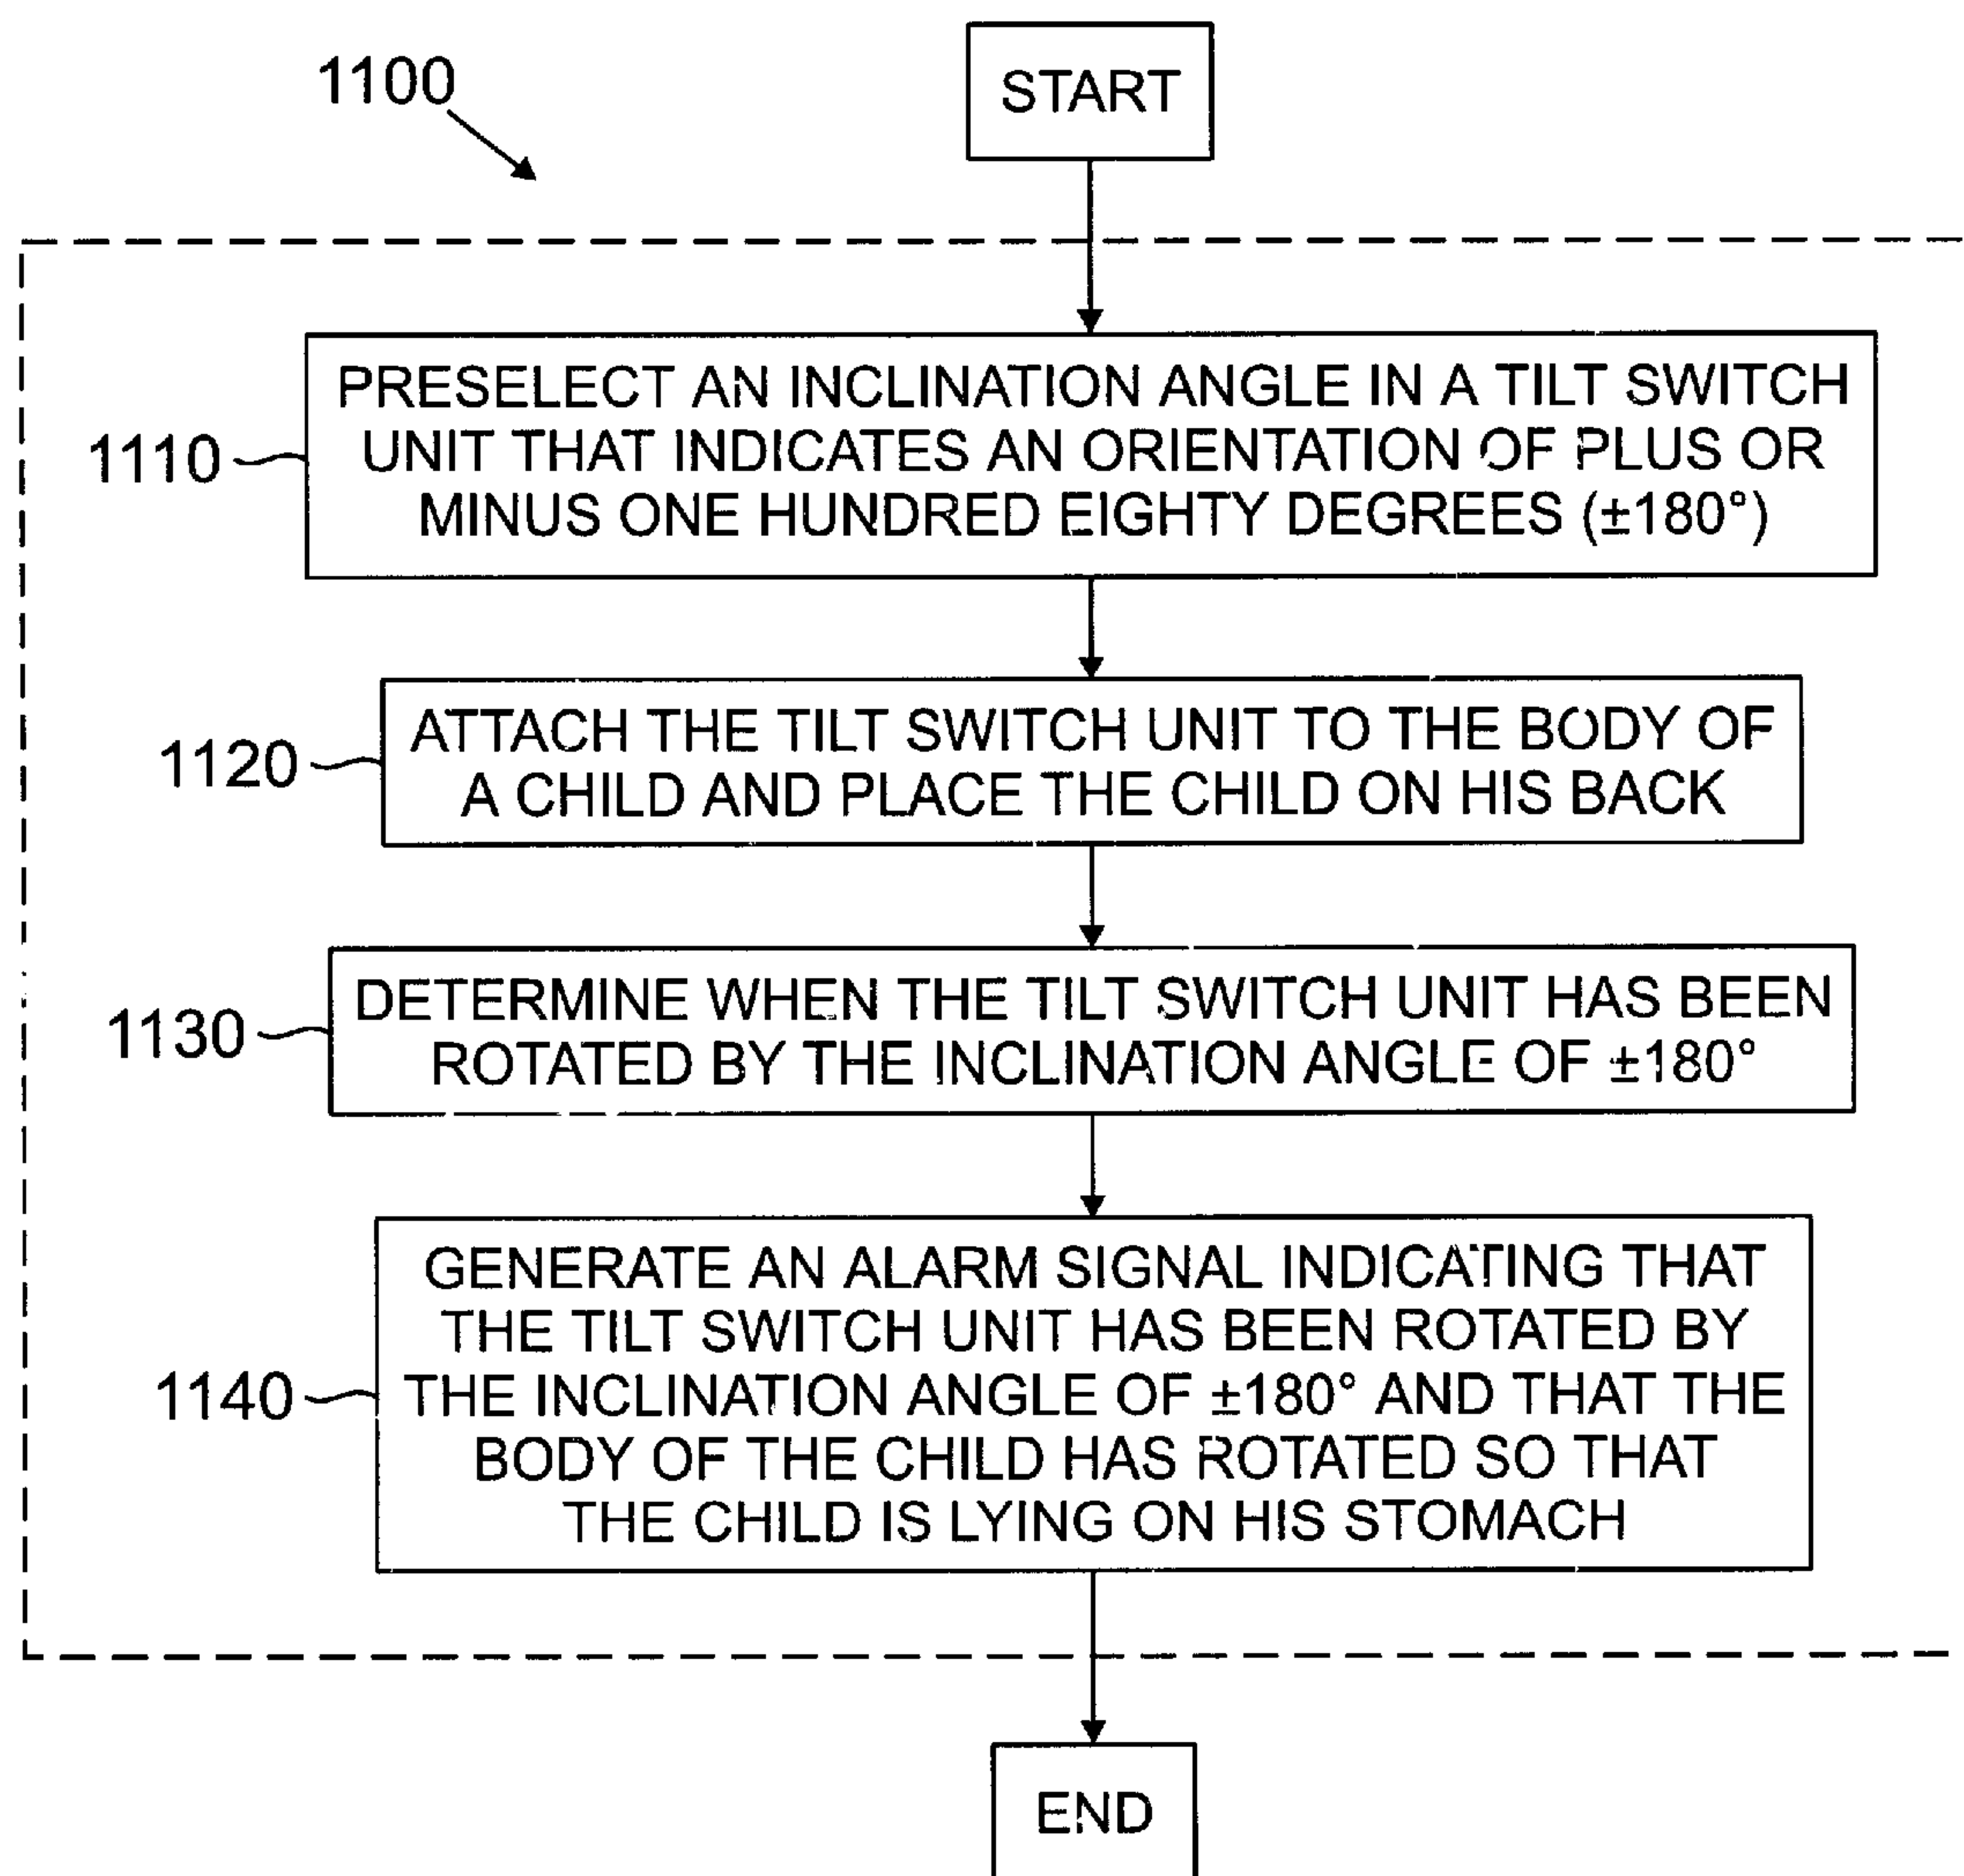 1100
START
1110
PRESELECT AN INCLINATION ANGLE IN A TILT SWITCH
UNIT THAT INDICATES AN ORIENTATION OF PLUS OR
MINUS ONE HUNDRED EIGHTY DEGREES (±180°)
1120
ATTACH THE TILT SWITCH UNIT TO THE BODY OF
A CHILD AND PLACE THE CHILD ON HIS BACK
1130
DETERMINE WHEN THE TILT SWITCH UNIT HAS BEEN
ROTATED BY THE INCLINATION ANGLE OF ±180°
1140
GENERATE AN ALARM SIGNAL INDICATING THAT
THE TILT SWITCH UNIT HAS BEEN ROTATED BY
THE INCLINATION ANGLE OF ±180° AND THAT THE
BODY OF THE CHILD HAS ROTATED SO THAT
THE CHILD IS LYING ON HIS STOMACH
END